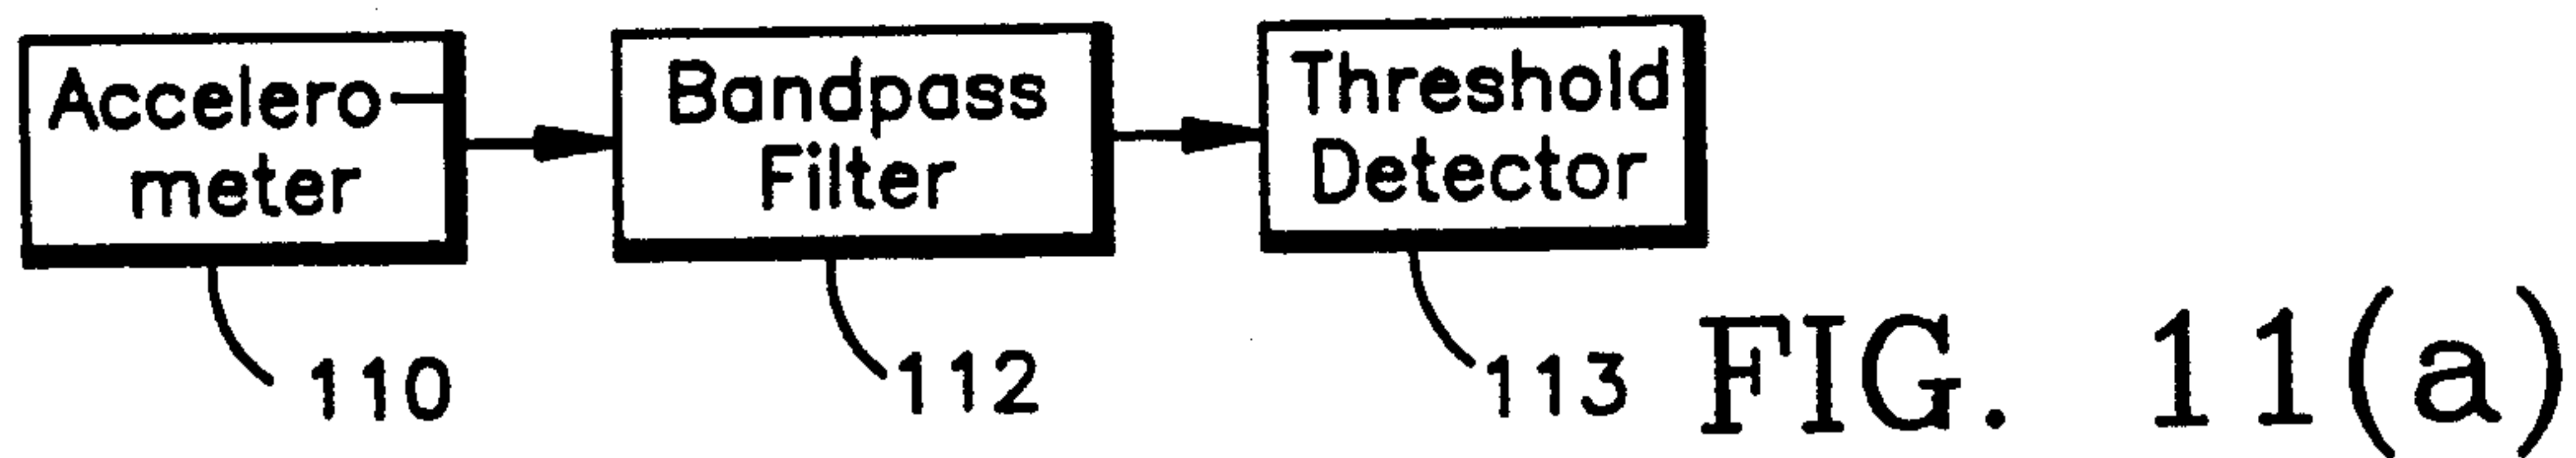 Accelero-
meter
Bandpass
Filter
Threshold
Detector
110
112
113
FIG. 11(a)